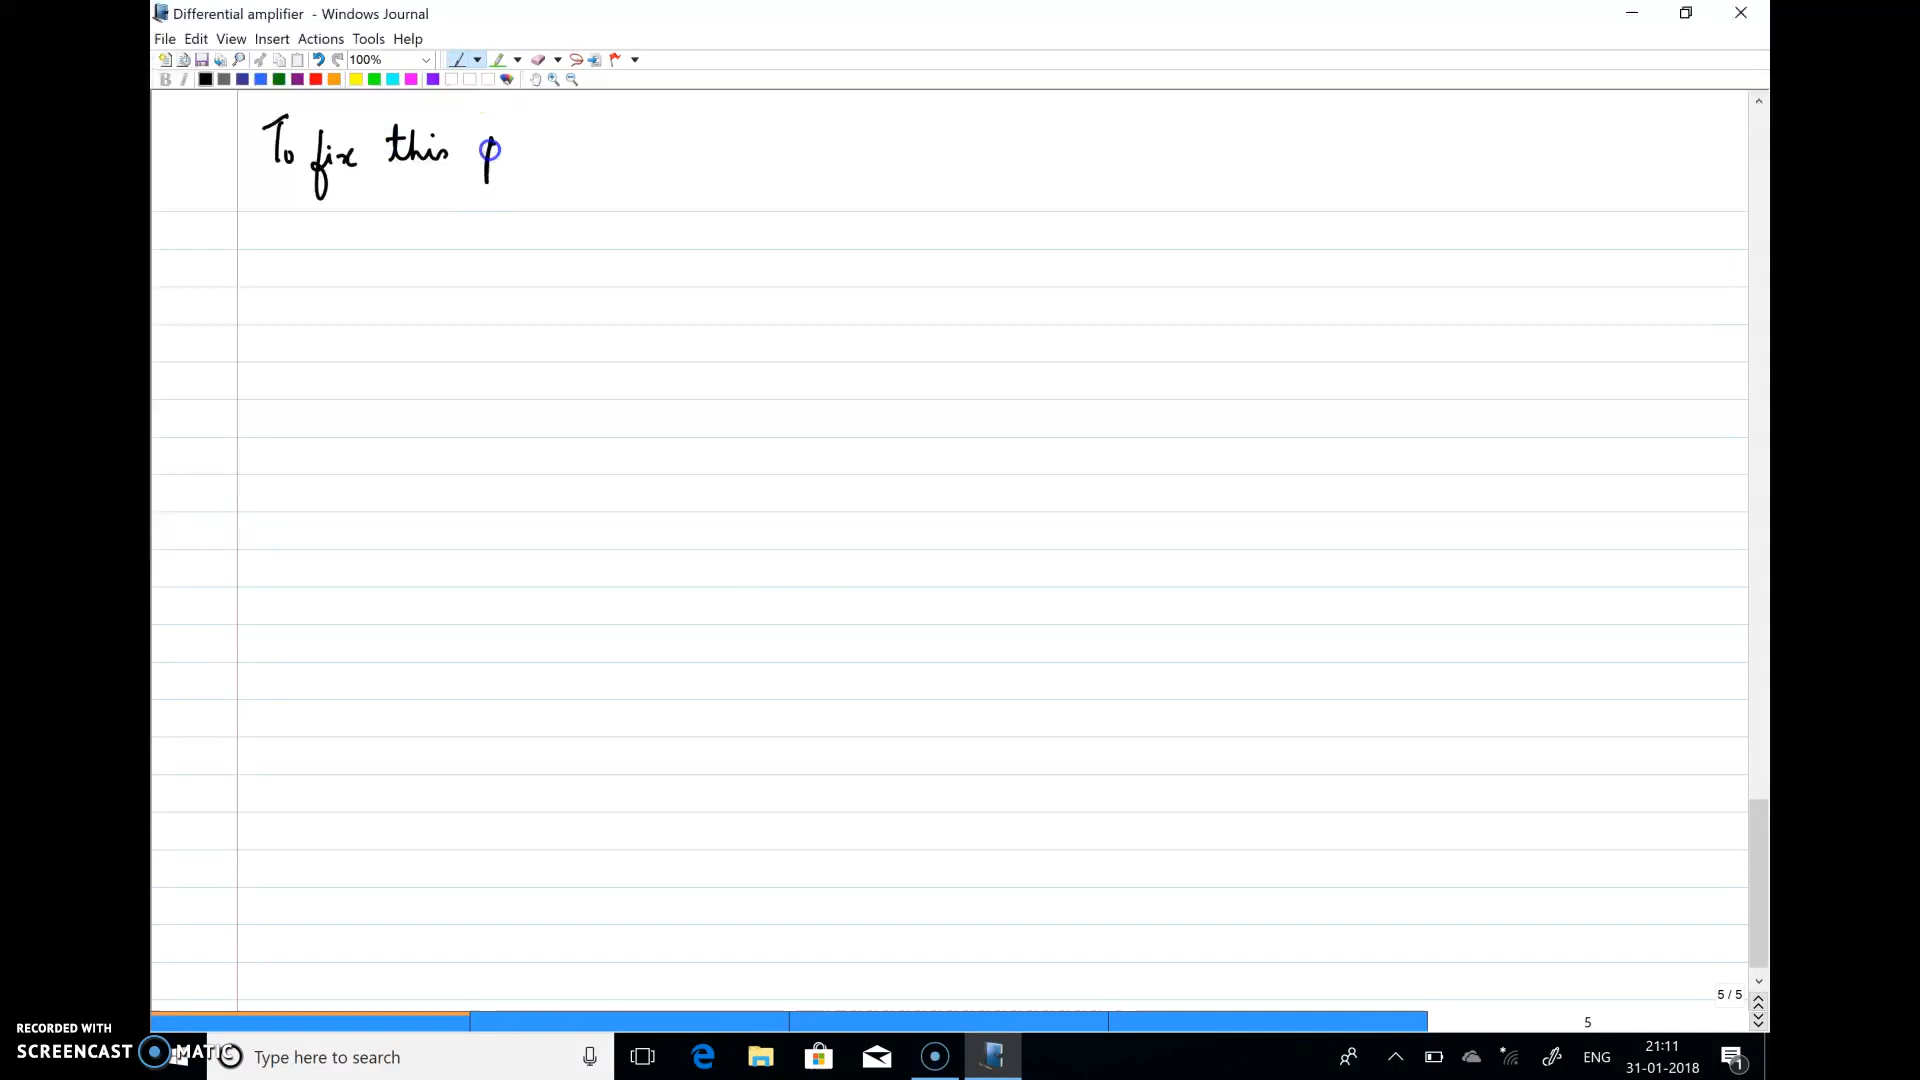 Differential amplifier - Windows Journal
File Edit View Insert Actions Tools Help
100%
B I
To fix this p
5 / 5
5
RECORDED WITH
SCREENCAST MATIC
Type here to search
ENG
21:11
31-01-2018
1